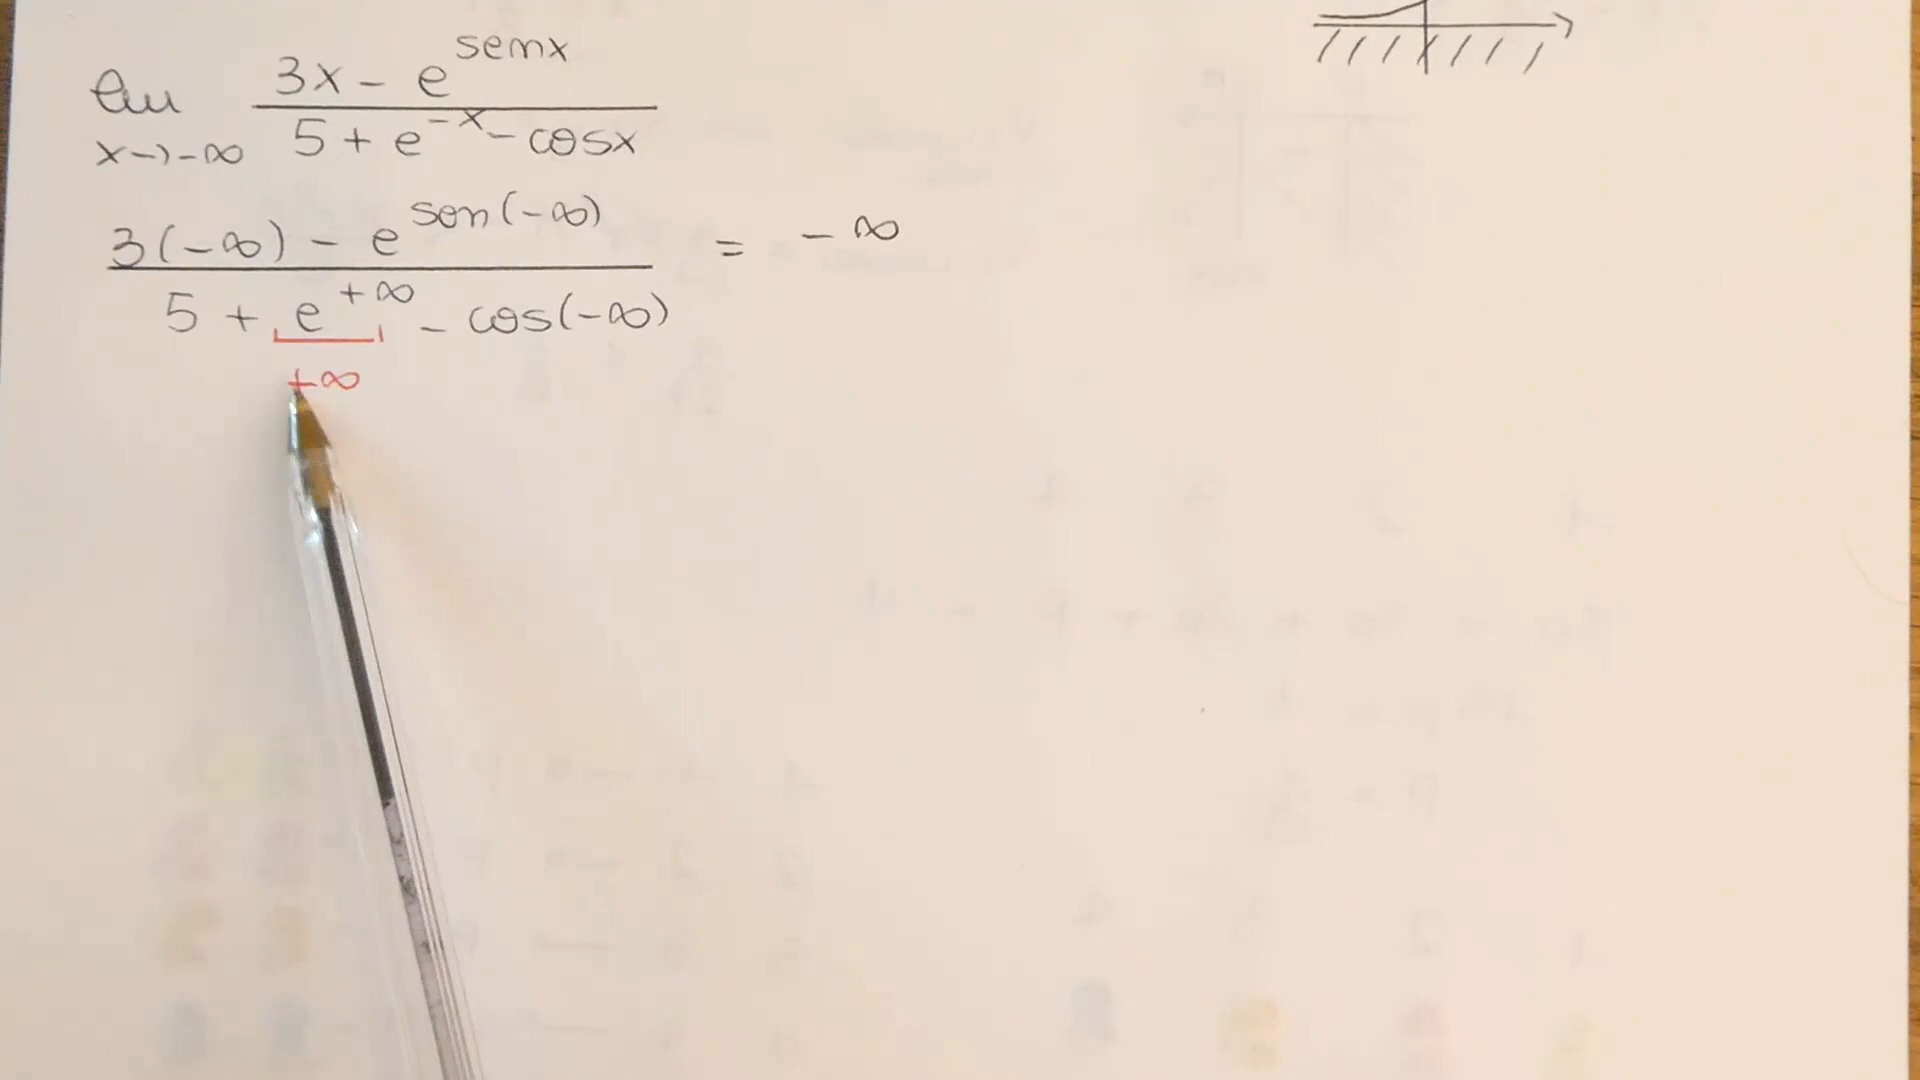 lim 3x - e^senx
x→-∞ 5 + e^-x - cosx
3(-∞) - e^sen(-∞) = -∞
5 + e^+∞ - cos(-∞)
+∞